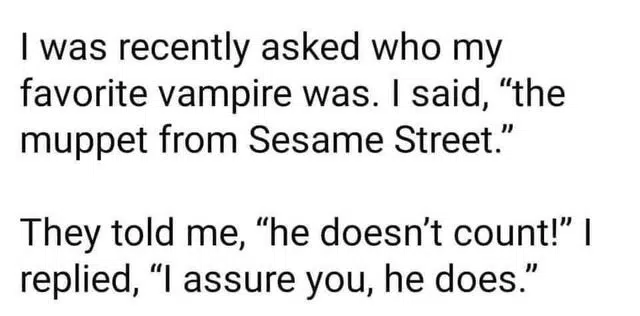 I was recently asked who my
favorite vampire was. I said, “the
muppet from Sesame Street.”
They told me, “he doesn’t count!” I
replied, “I assure you, he does.”